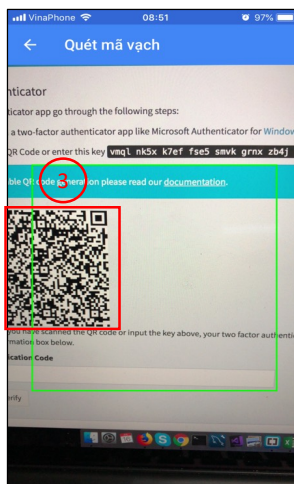 VinaPhone 08:51 97%
Quét mã vạch
nticator
ticator app go through the following steps:
a two-factor authenticator app like Microsoft Authenticator for Window
QR Code or enter this key vmql nk5x k7ef fse5 smvk grnx zb4j
ble QR code generation please read our documentation.
3
you have scanned the QR code or input the key above, your two factor authentic
rmation box below.
ication Code
erify